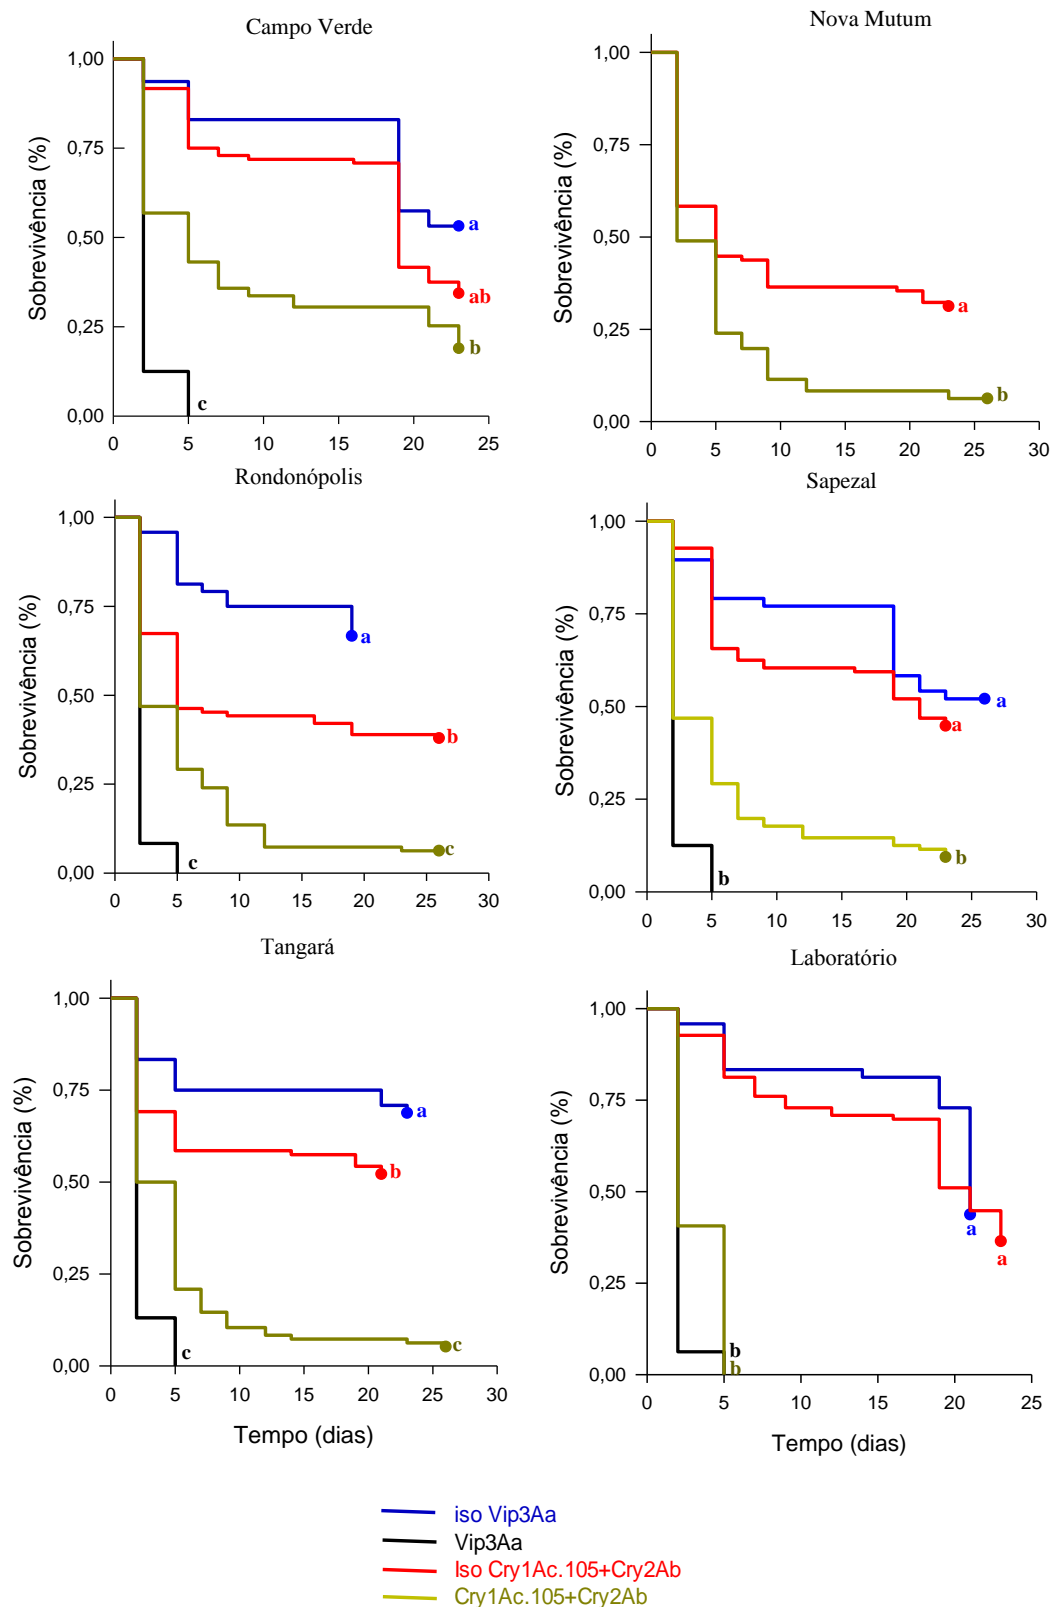 Campo Verde
Sobrevivência (%)
1,00
0,75
0,50
0,25
0,00
a
ab
b
c
0 5 10 15 20 25
Nova Mutum
Sobrevivência (%)
1,00
0,75
0,50
0,25
0,00
a
b
0 5 10 15 20 25 30
Rondonópolis
Sobrevivência (%)
1,00
0,75
0,50
0,25
0,00
a
b
c
c
0 5 10 15 20 25 30
Sapezal
Sobrevivência (%)
1,00
0,75
0,50
0,25
0,00
a
a
b
b
0 5 10 15 20 25 30
Tangará
Sobrevivência (%)
1,00
0,75
0,50
0,25
0,00
a
b
c
c
0 5 10 15 20 25 30
Tempo (dias)
Laboratório
Sobrevivência (%)
1,00
0,75
0,50
0,25
0,00
a
a
b
b
0 5 10 15 20 25
Tempo (dias)
iso Vip3Aa
Vip3Aa
Iso Cry1Ac.105+Cry2Ab
Cry1Ac.105+Cry2Ab